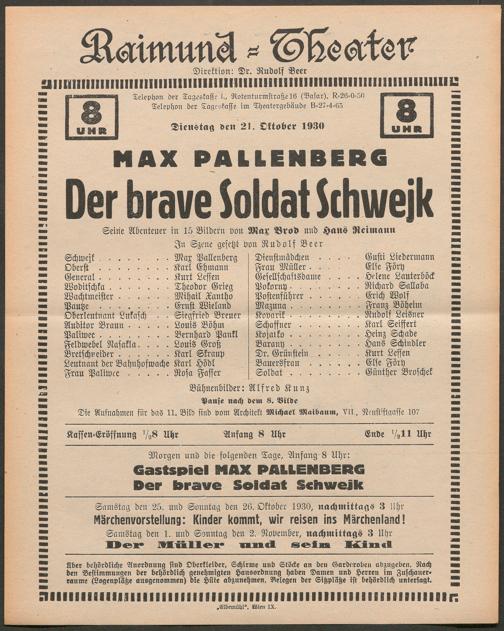 Raimund-Theater
Direktion: Dr. Rudolf Beer
8 UHR
Telephon der Tageskasse I., Rotenturmstraße 16 (Basar), R-26-0-50
Telephon der Tageskasse im Theatergebäude B-27-4-65
8 UHR
Dienstag den 21. Oktober 1930
MAX PALLENBERG
Der brave Soldat Schwejk
Seine Abenteuer in 15 Bildern von Max Brod und Hans Reimann
In Szene gesetzt von Rudolf Beer
Schwejk . . . . . . . . Max Pallenberg
Oberst . . . . . . . . Karl Ehmann
General . . . . . . . . Kurt Lessen
Woditschka . . . . . . Theodor Grieg
Wachtmeister . . . . . Mihail Xantho
Pause . . . . . . . . Ernst Wieland
Oberleutnant Lukasch . . . Siegfried Breuer
Auditor Braun . . . . . Louis Böhm
Paliwec . . . . . . . Bernhard Pankl
Feldwebel Nasakla . . . . Louis Groß
Bretschneider . . . . . Karl Skraup
Leutnant der Bahnhofwache Karl Hödl
Frau Paliwec . . . . . Rosa Fasser
Dienstmädchen . . . . . Gusti Liedermann
Frau Müller . . . . . . Else Föry
Gesellschaftsdame . . . . Helene Lauterböck
Pokorny . . . . . . . Richard Sallaba
Postenführer . . . . . Erich Wolf
Mazuna . . . . . . . Franz Böheim
Kovarik . . . . . . . Rudolf Leisner
Schaffner . . . . . . Karl Seiffert
Kojatko . . . . . . . Heinz Schade
Barany . . . . . . . Hans Schindler
Dr. Grünstein . . . . . Kurt Lessen
Bauersfrau . . . . . . Else Föry
Soldat . . . . . . . Günther Broschek
Bühnenbilder: Alfred Kunz
Pause nach dem 8. Bilde
Die Aufnahmen für das 11. Bild sind vom Architekt Michael Maibaum, VII., Neustiftgasse 107
Kassen-Eröffnung 1/28 Uhr Anfang 8 Uhr Ende 1/211 Uhr
Morgen und die folgenden Tage, Anfang 8 Uhr:
Gastspiel MAX PALLENBERG
Der brave Soldat Schwejk
Samstag den 25. und Sonntag den 26. Oktober 1930, nachmittags 3 Uhr
Märchenvorstellung: Kinder kommt, wir reisen ins Märchenland!
Samstag den 1. und Sonntag den 2. November, nachmittags 3 Uhr
Der Müller und sein Kind
Über behördliche Anordnung sind Oberkleider, Schirme und Stöcke an den Garderoben abzugeben. Nach
den Bestimmungen der behördlich genehmigten Hausordnung haben Damen und Herren im Zuschauer-
raume (Logenplätze ausgenommen) die Hüte abzunehmen. Belegen der Sitzplätze ist behördlich untersagt.
„Elbemühl“, Wien IX.